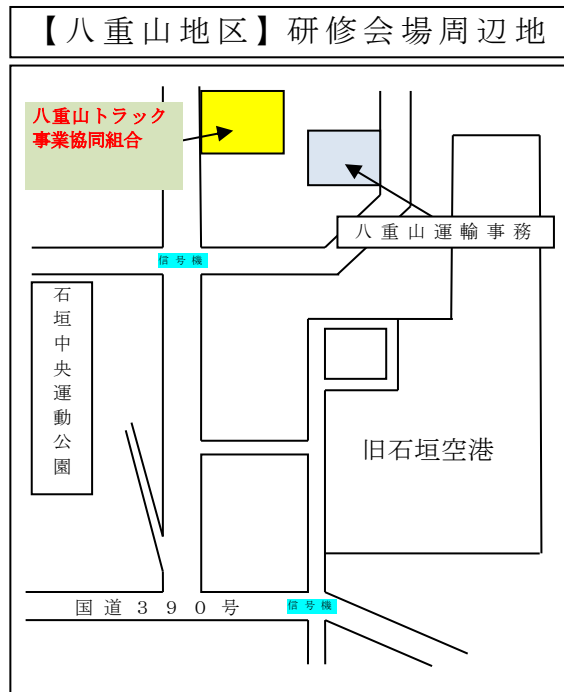 【八重山地区】研修会場周辺地
八重山トラック
事業協同組合
八重山運輸事務
信号機
石垣中央運動公園
旧石垣空港
国道３９０号
信号機